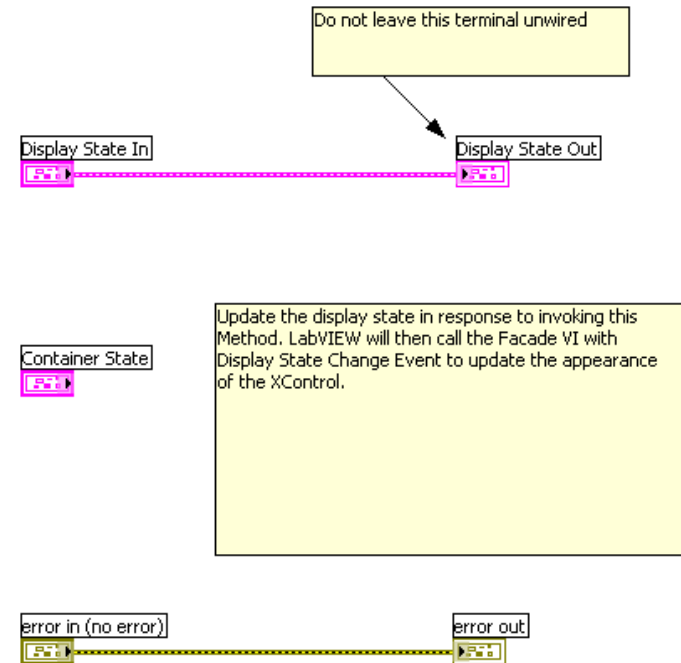 Do not leave this terminal unwired
Display State In
Display State Out
Update the display state in response to invoking this
Method. LabVIEW will then call the Facade VI with
Display State Change Event to update the appearance
of the XControl.
Container State
error in (no error)
error out